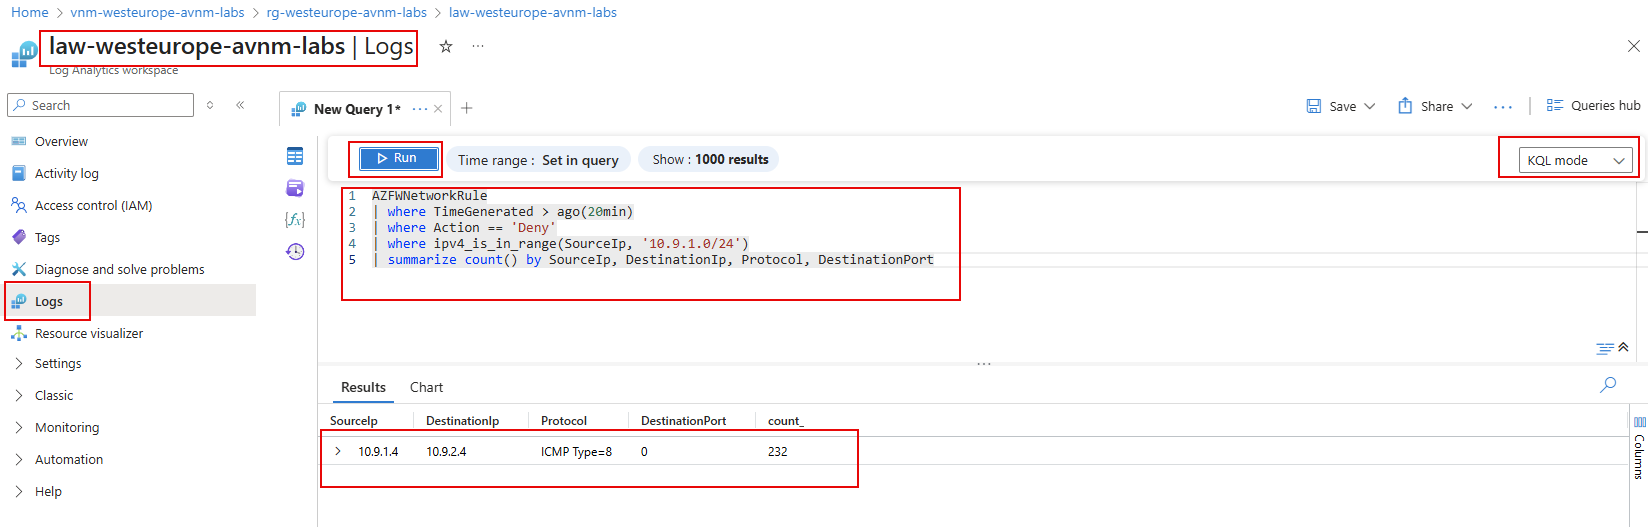 Home > vnm-westeurope-avnm-labs > rg-westeurope-avnm-labs > law-westeurope-avnm-labs
law-westeurope-avnm-labs | Logs ☆ ···
Log Analytics workspace
Search
Overview
Activity log
Access control (IAM)
Tags
Diagnose and solve problems
Logs
Resource visualizer
Settings
Classic
Monitoring
Automation
Help
New Query 1* ··· × +
Save Share ··· Queries hub
Run Time range : Set in query Show : 1000 results KQL mode
1 AZFWNetworkRule
2 | where TimeGenerated > ago(20min)
3 | where Action == 'Deny'
4 | where ipv4_is_in_range(SourceIp, '10.9.1.0/24')
5 | summarize count() by SourceIp, DestinationIp, Protocol, DestinationPort
Results Chart
SourceIp DestinationIp Protocol DestinationPort count_
10.9.1.4 10.9.2.4 ICMP Type=8 0 232
Columns